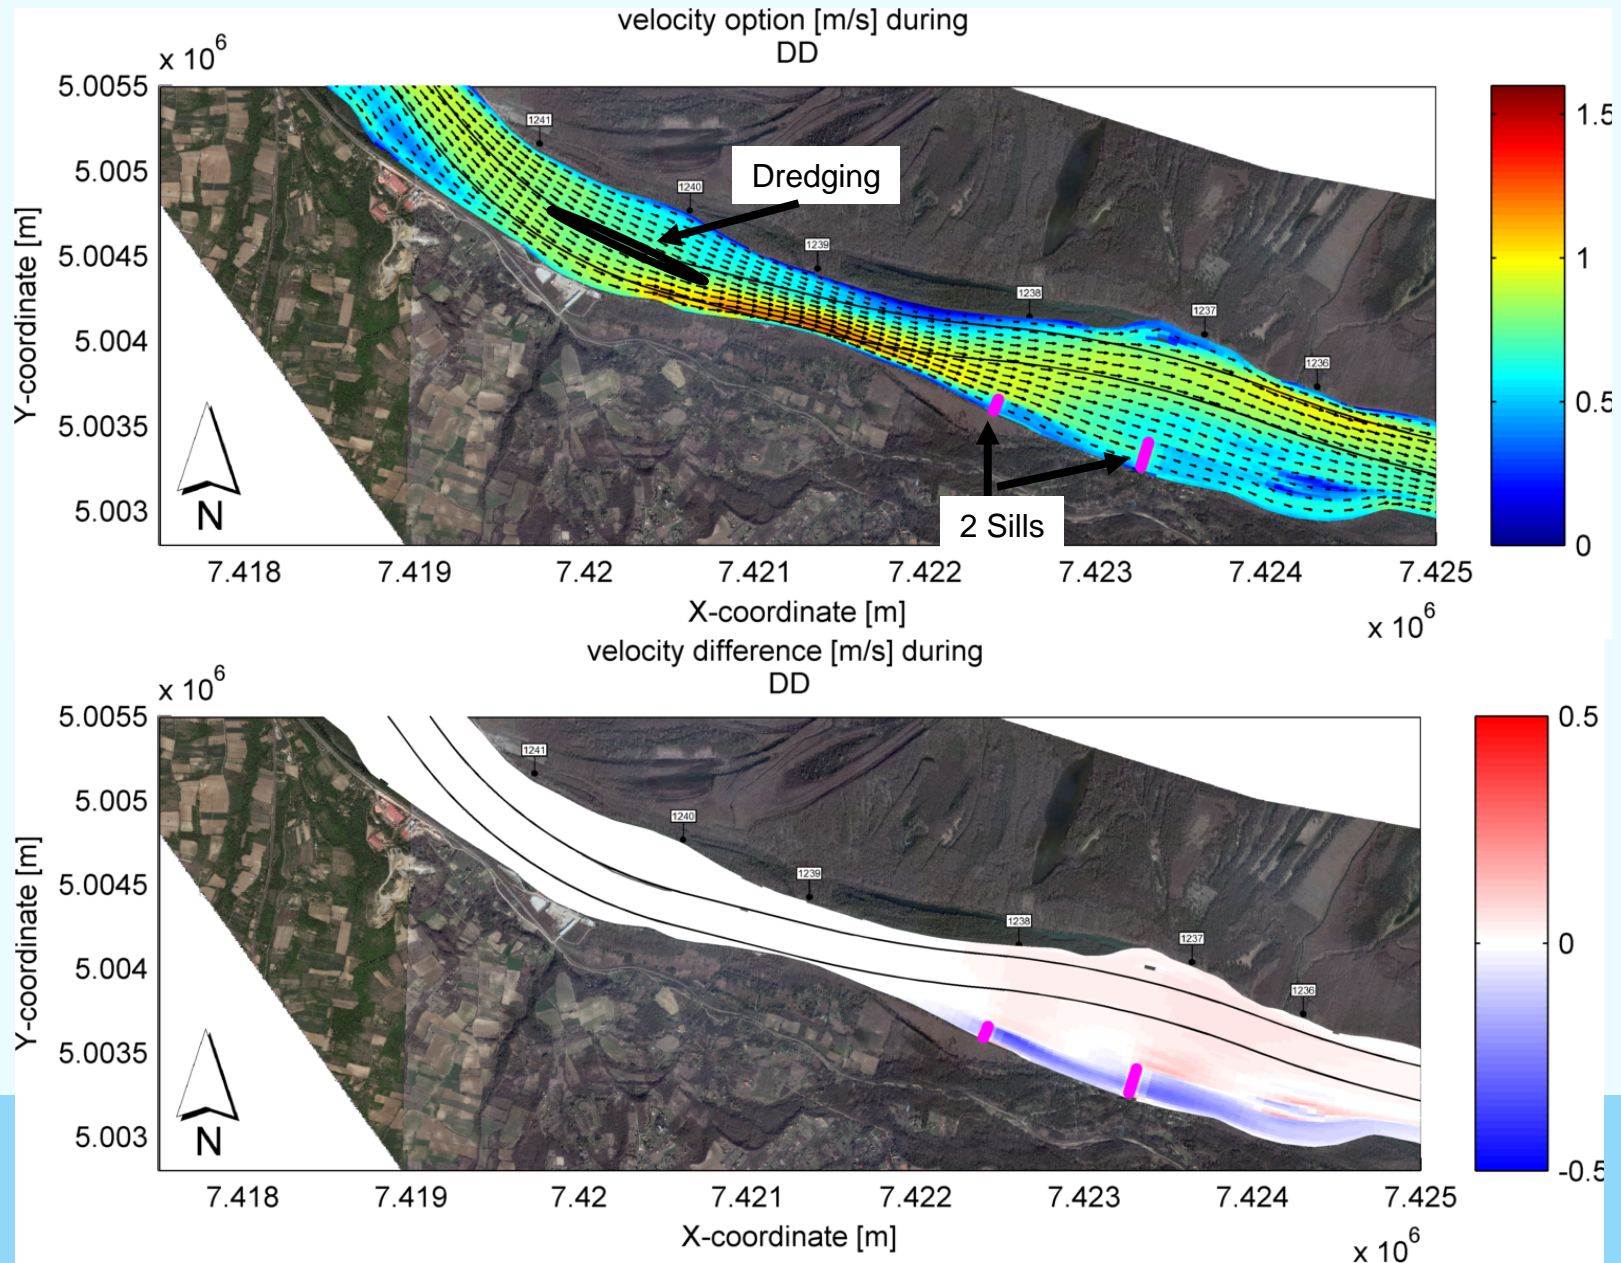 velocity option [m/s] during
DD
x 10^6
5.0055
5.005
5.0045
5.004
5.0035
5.003
Y-coordinate [m]
1241
1240
1239
1238
1237
1236
Dredging
2 Sills
N
1.5
1
0.5
0
7.418
7.419
7.42
7.421
7.422
7.423
7.424
7.425
X-coordinate [m]
x 10^6
velocity difference [m/s] during
DD
x 10^6
5.0055
5.005
5.0045
5.004
5.0035
5.003
Y-coordinate [m]
1241
1240
1239
1238
1237
1236
N
0.5
0
-0.5
7.418
7.419
7.42
7.421
7.422
7.423
7.424
7.425
X-coordinate [m]
x 10^6